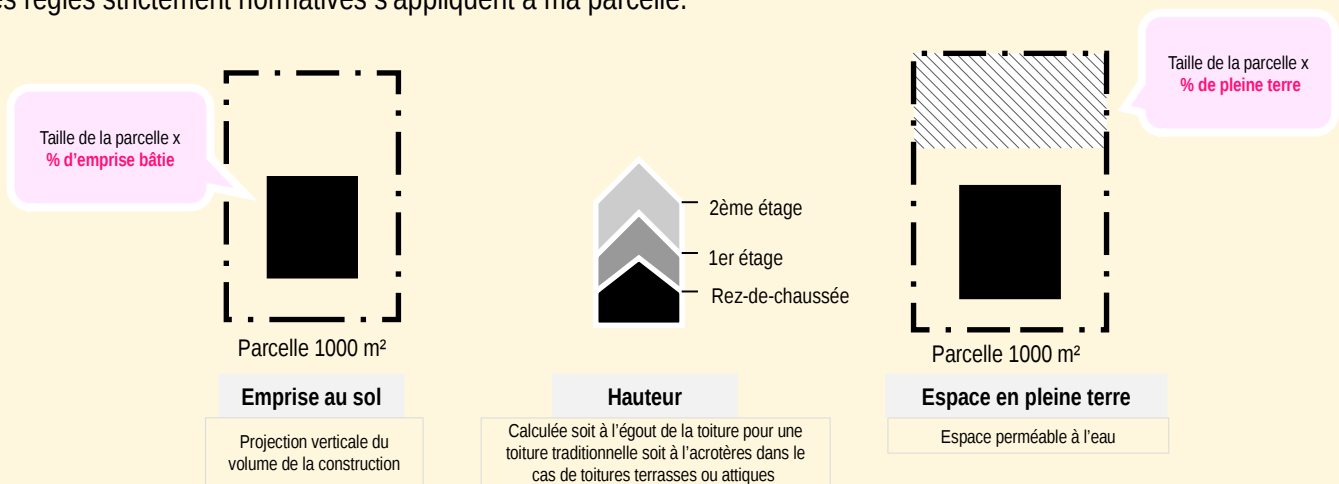 es règles strictement normatives s'appliquent à ma parcelle.
Taille de la parcelle x
% d'emprise bâtie
Parcelle 1000 m²
Emprise au sol
Projection verticale du
volume de la construction
2ème étage
1er étage
Rez-de-chaussée
Hauteur
Calculée soit à l'égout de la toiture pour une
toiture traditionnelle soit à l'acrotères dans le
cas de toitures terrasses ou attiques
Taille de la parcelle x
% de pleine terre
Parcelle 1000 m²
Espace en pleine terre
Espace perméable à l'eau